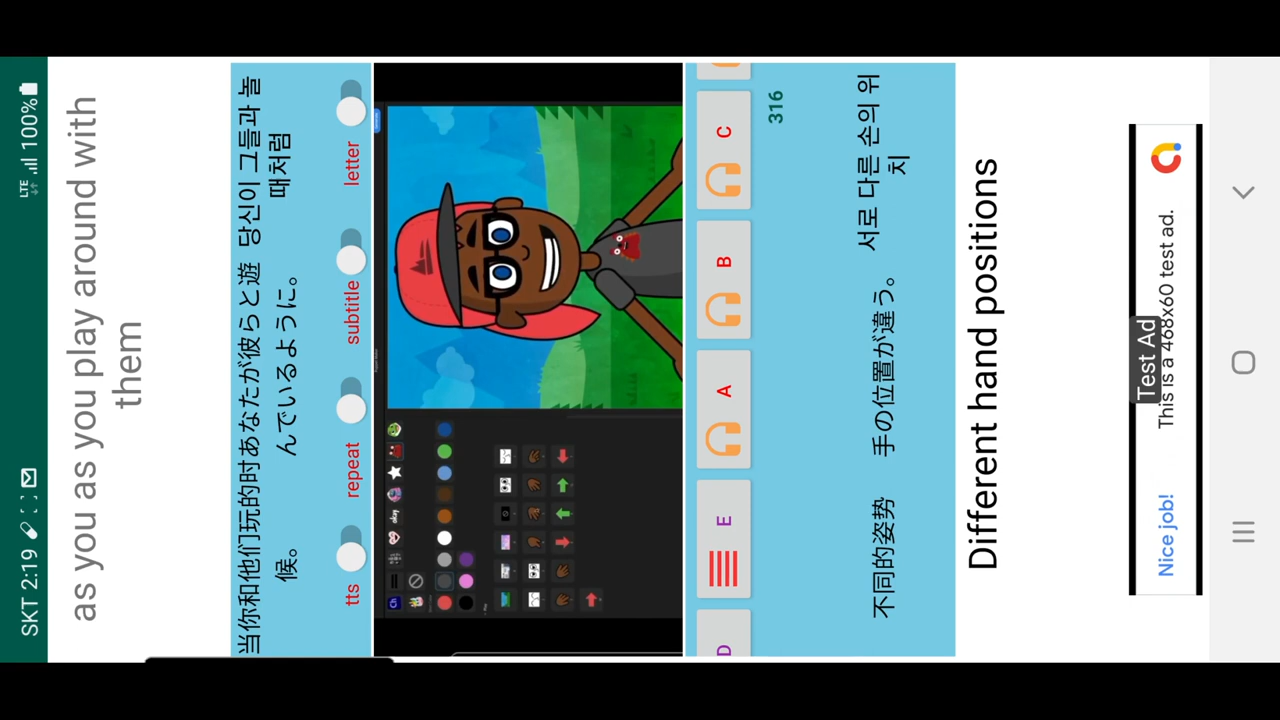 SKT 2:19
LTE
100%
as you as you play around with
them
当你和他们玩的时
候。
あなたが彼らと遊
んでいるように。
당신이 그들과 놀
때처럼
tts
repeat
subtitle
letter
D
E
A
B
C
316
不同的姿势
手の位置が違う。
서로 다른 손의 위
치
Different hand positions
Test Ad
Nice job!
This is a 468x60 test ad.